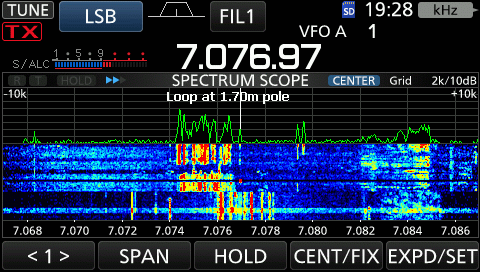 TUNE LSB FIL1 SD 19:28 kHz
TX VFO A 1
7.076.97
S/ALC 1 5 9
R T HOLD SPECTRUM SCOPE CENTER Grid 2k/10dB
-10k Loop at 1.70m pole +10k
7.068 7.070 7.072 7.074 7.076 7.078 7.080 7.082 7.084 7.086
< 1 > SPAN HOLD CENT/FIX EXPD/SET